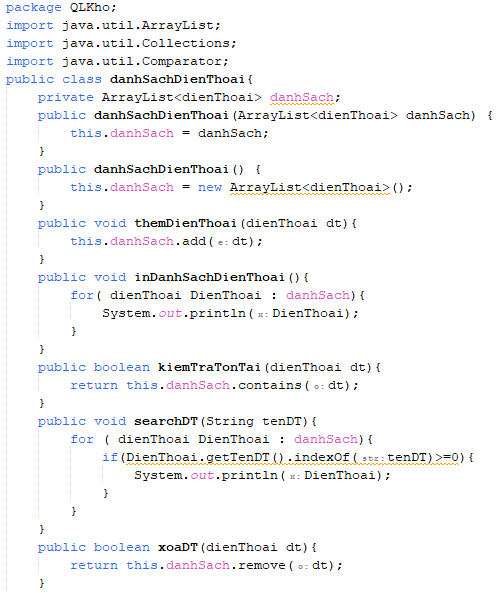 package QLKho;
import java.util.ArrayList;
import java.util.Collections;
import java.util.Comparator;
public class danhSachDienThoai{
    private ArrayList<dienThoai> danhSach;
    public danhSachDienThoai(ArrayList<dienThoai> danhSach) {
        this.danhSach = danhSach;
    }
    public danhSachDienThoai() {
        this.danhSach = new ArrayList<dienThoai>();
    }
    public void themDienThoai(dienThoai dt){
        this.danhSach.add( e: dt);
    }
    public void inDanhSachDienThoai(){
        for( dienThoai DienThoai : danhSach){
            System.out.println( x: DienThoai);
        }
    }
    public boolean kiemTraTonTai(dienThoai dt){
        return this.danhSach.contains( o: dt);
    }
    public void searchDT(String tenDT){
        for ( dienThoai DienThoai : danhSach){
            if(DienThoai.getTenDT().indexOf( str: tenDT)>=0){
                System.out.println( x: DienThoai);
            }
        }
    }
    public boolean xoaDT(dienThoai dt){
        return this.danhSach.remove( o: dt);
    }